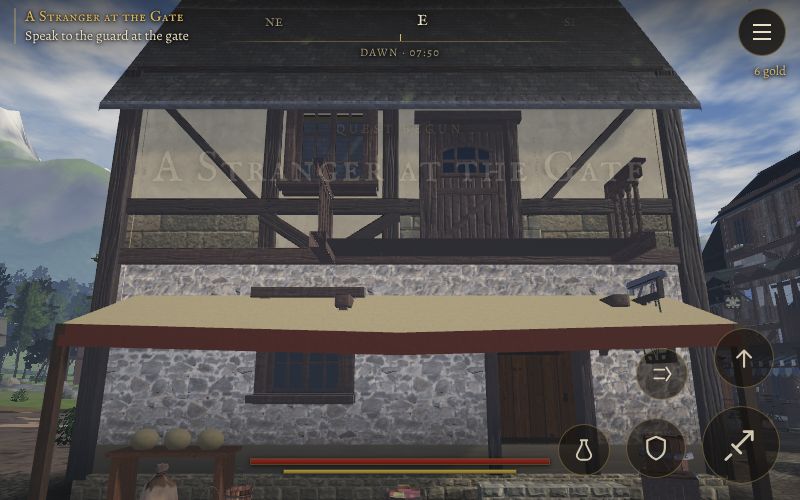 A Stranger at the Gate
Speak to the guard at the gate
NE
E
SE
DAWN · 07:50
6 gold
QUEST BEGUN
A Stranger at the Gate